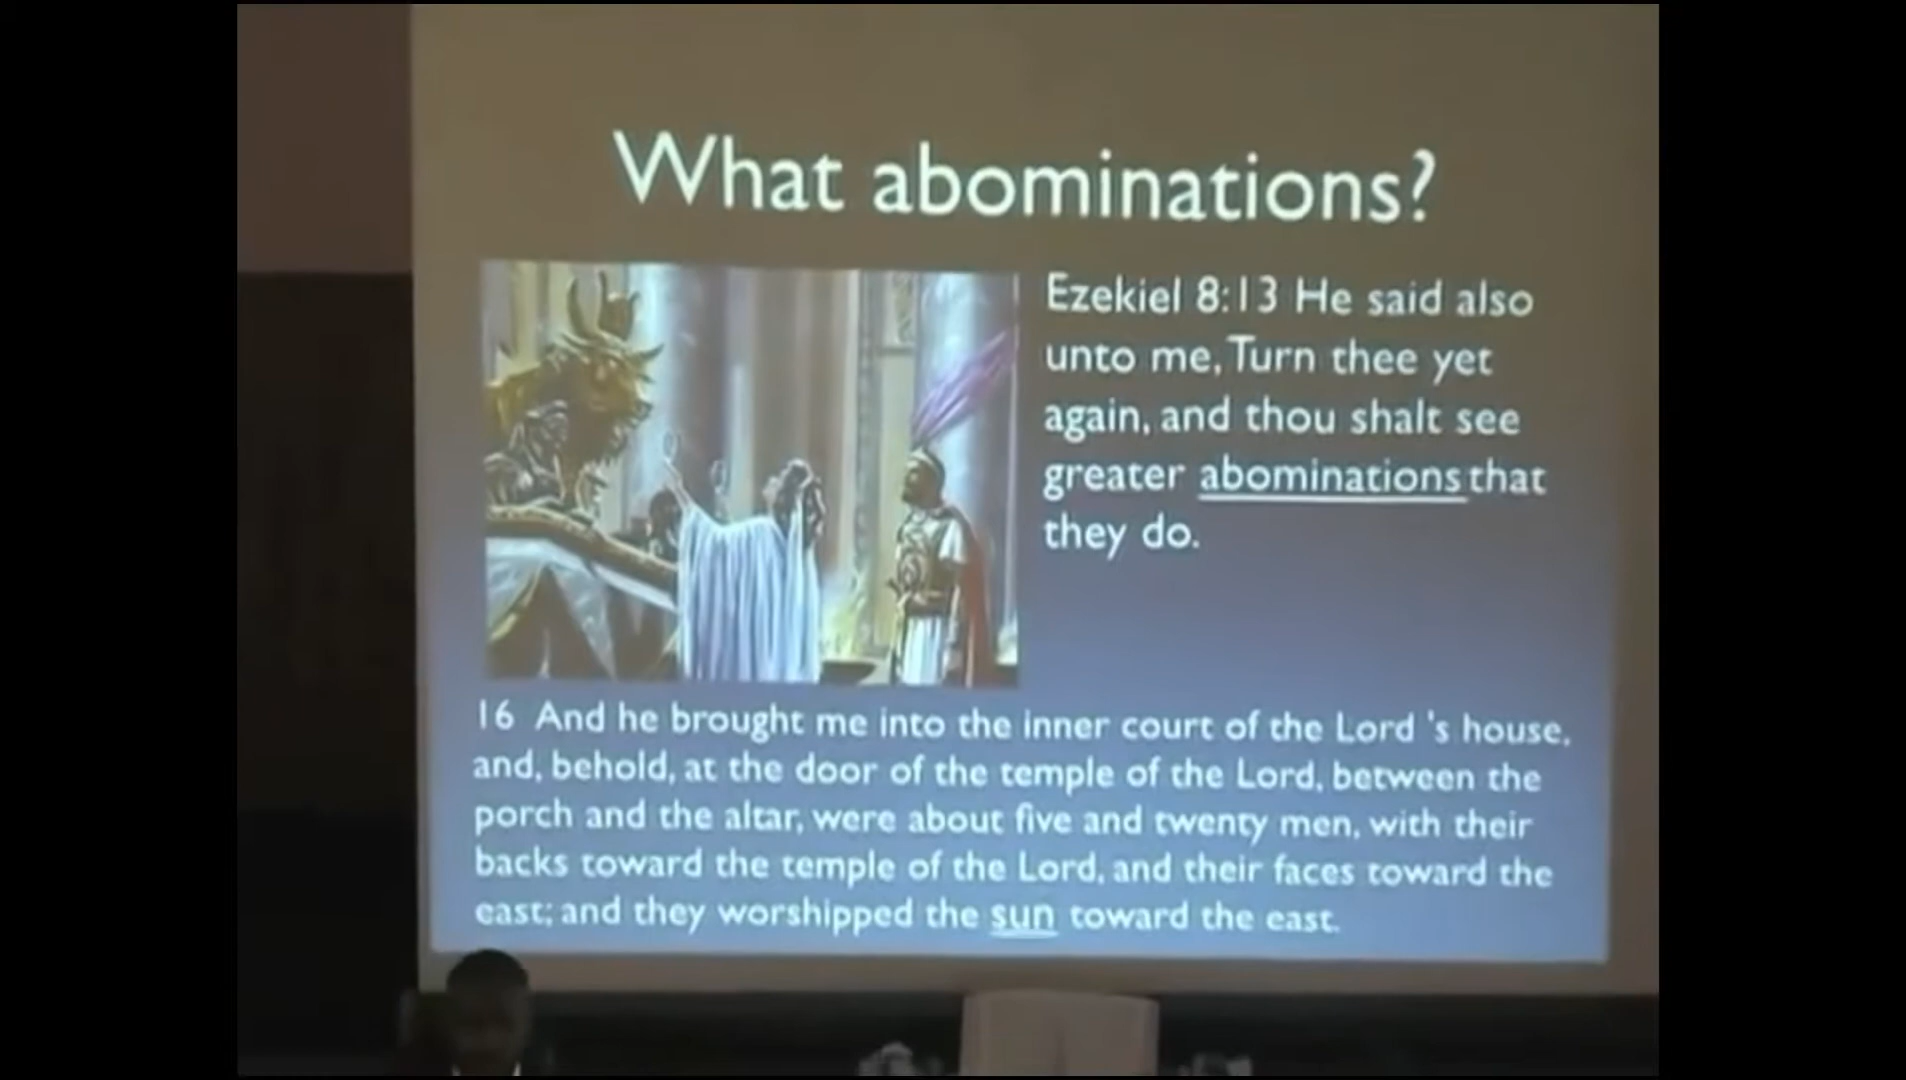 What abominations?
Ezekiel 8:13 He said also
unto me, Turn thee yet
again, and thou shalt see
greater abominations that
they do.
16 And he brought me into the inner court of the Lord 's house,
and, behold, at the door of the temple of the Lord, between the
porch and the altar, were about five and twenty men, with their
backs toward the temple of the Lord, and their faces toward the
east; and they worshipped the sun toward the east.